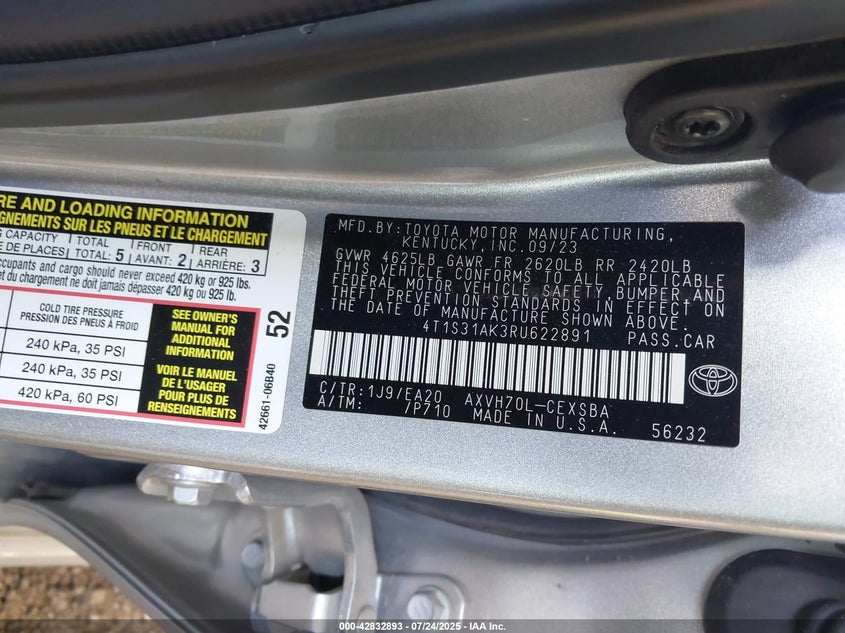 RE AND LOADING INFORMATION
GNEMENTS SUR LES PNEUS ET LE CHARGEMENT
CAPACITY TOTAL 5 FRONT 2 REAR 3
DE PLACES TOTAL: AVANT: ARRIÈRE:
occupants and cargo should never exceed 420 kg or 925 lbs.
et du chargement ne doit jamais dépasser 420 kg ou 925 lb.
COLD TIRE PRESSURE
PRESSION DES PNEUS À FROID
240 kPa, 35 PSI
240 kPa, 35 PSI
420 kPa, 60 PSI
SEE OWNER'S
MANUAL FOR
ADDITIONAL
INFORMATION
VOIR LE MANUEL
DE L'USAGER
POUR PLUS DE
RENSEIGNEMENTS
52
42661-06B40
MFD.BY:TOYOTA MOTOR MANUFACTURING,
KENTUCKY,INC.09/23
GVWR 4625LB GAWR FR 2620LB RR 2420LB
THIS VEHICLE CONFORMS TO ALL APPLICABLE
FEDERAL MOTOR VEHICLE SAFETY,BUMPER,AND
THEFT PREVENTION STANDARDS IN EFFECT ON
THE DATE OF MANUFACTURE SHOWN ABOVE.
4T1S31AK3RU622891 PASS.CAR
C/TR:1J9/EA20 AXVH70L-CEXSBA
A/TM: /P710 MADE IN U.S.A.
56232
TOYOTA
000-42832893 - 07/24/2025 - IAA Inc.